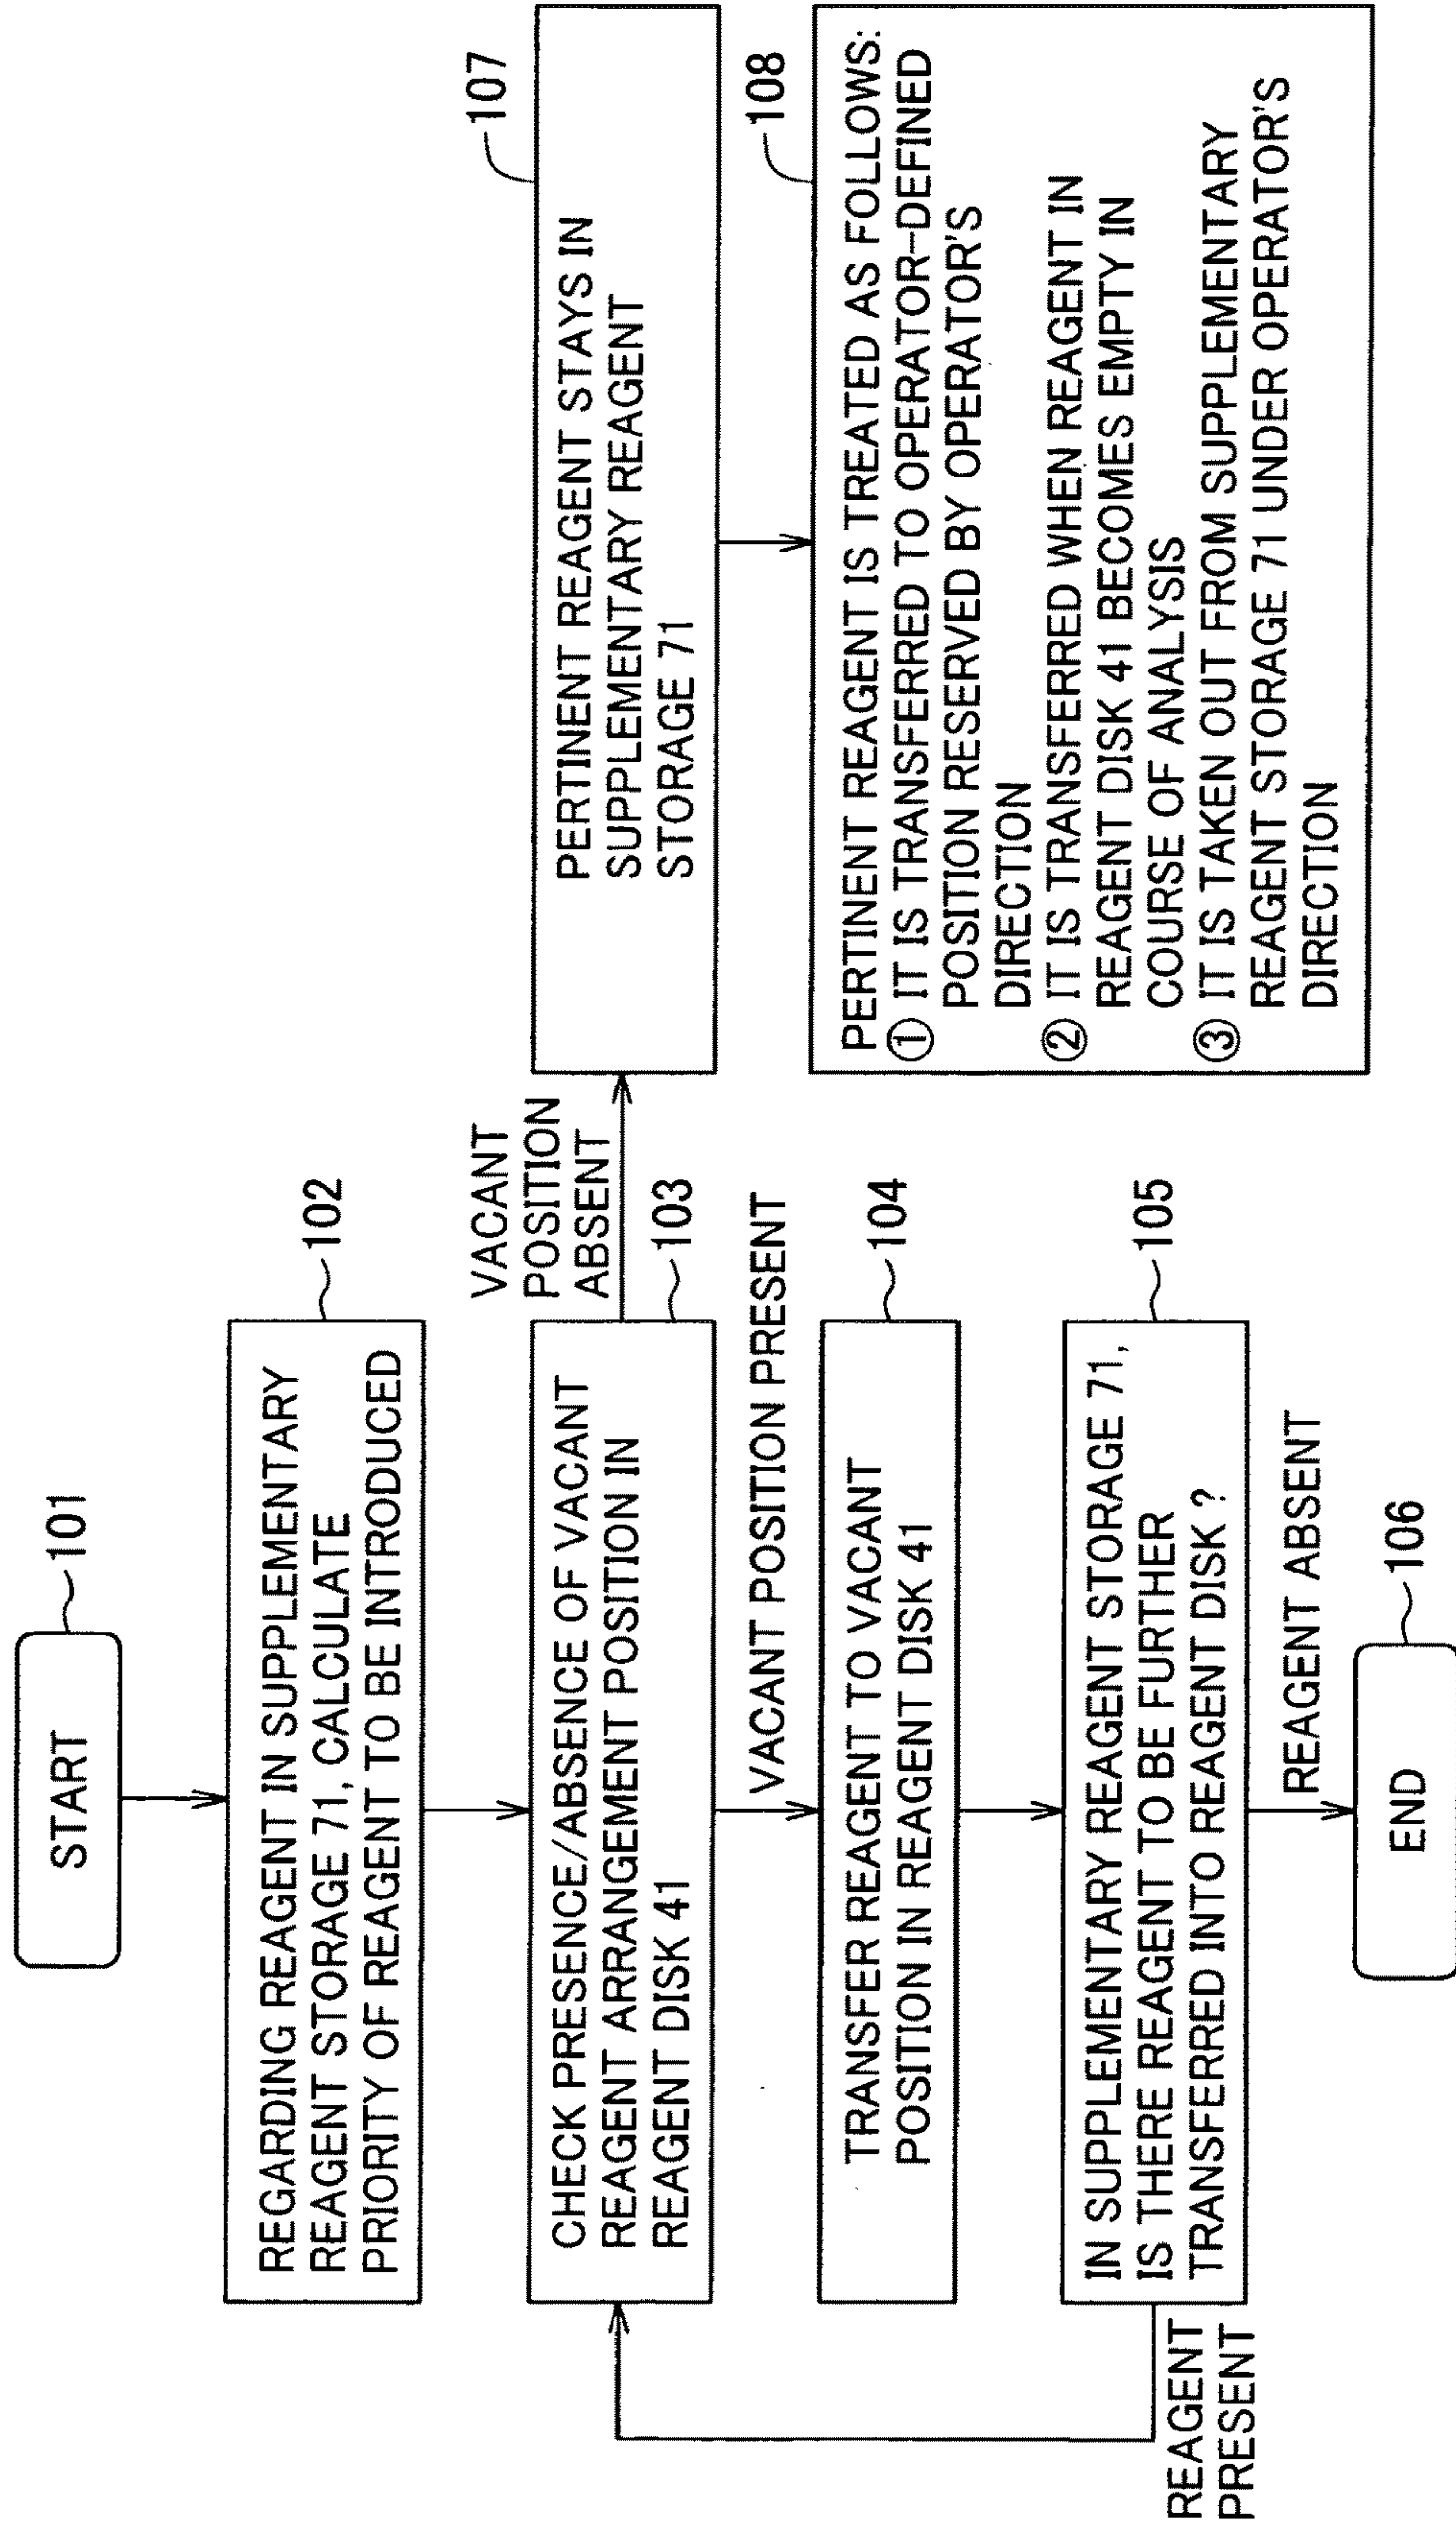 START
101
REGARDING REAGENT IN SUPPLEMENTARY
REAGENT STORAGE 71, CALCULATE
PRIORITY OF REAGENT TO BE INTRODUCED
102
CHECK PRESENCE/ABSENCE OF VACANT
REAGENT ARRANGEMENT POSITION IN
REAGENT DISK 41
103
VACANT
POSITION
ABSENT
VACANT POSITION PRESENT
TRANSFER REAGENT TO VACANT
POSITION IN REAGENT DISK 41
104
IN SUPPLEMENTARY REAGENT STORAGE 71,
IS THERE REAGENT TO BE FURTHER
TRANSFERRED INTO REAGENT DISK ?
105
REAGENT
PRESENT
REAGENT ABSENT
END
106
PERTINENT REAGENT STAYS IN
SUPPLEMENTARY REAGENT
STORAGE 71
107
PERTINENT REAGENT IS TREATED AS FOLLOWS:
① IT IS TRANSFERRED TO OPERATOR-DEFINED
POSITION RESERVED BY OPERATOR'S
DIRECTION
② IT IS TRANSFERRED WHEN REAGENT IN
REAGENT DISK 41 BECOMES EMPTY IN
COURSE OF ANALYSIS
③ IT IS TAKEN OUT FROM SUPPLEMENTARY
REAGENT STORAGE 71 UNDER OPERATOR'S
DIRECTION
108